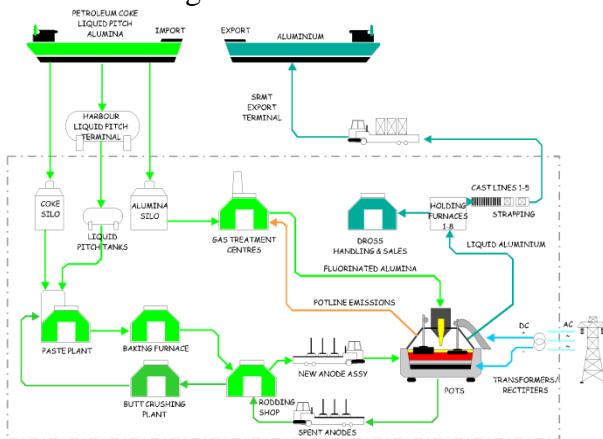 PETROLEUM COKE
LIQUID PITCH
ALUMINA
IMPORT
EXPORT
ALUMINIUM
HARBOUR
LIQUID PITCH
TERMINAL
SRMT
EXPORT
TERMINAL
COKE
SILO
LIQUID
PITCH TANKS
ALUMINA
SILO
GAS TREATMENT
CENTRES
DROSS
HANDLING & SALES
HOLDING
FURNACES
1-8
CAST LINES 1-5
STRAPPING
LIQUID ALUMINIUM
FLUORINATED ALUMINA
POTLINE EMISSIONS
DC
+
-
AC
~
~
~
PASTE PLANT
BAKING FURNACE
BUTT CRUSHING
PLANT
RODDING
SHOP
NEW ANODE ASSY
SPENT ANODES
POTS
TRANSFORMERS/
RECTIFIERS